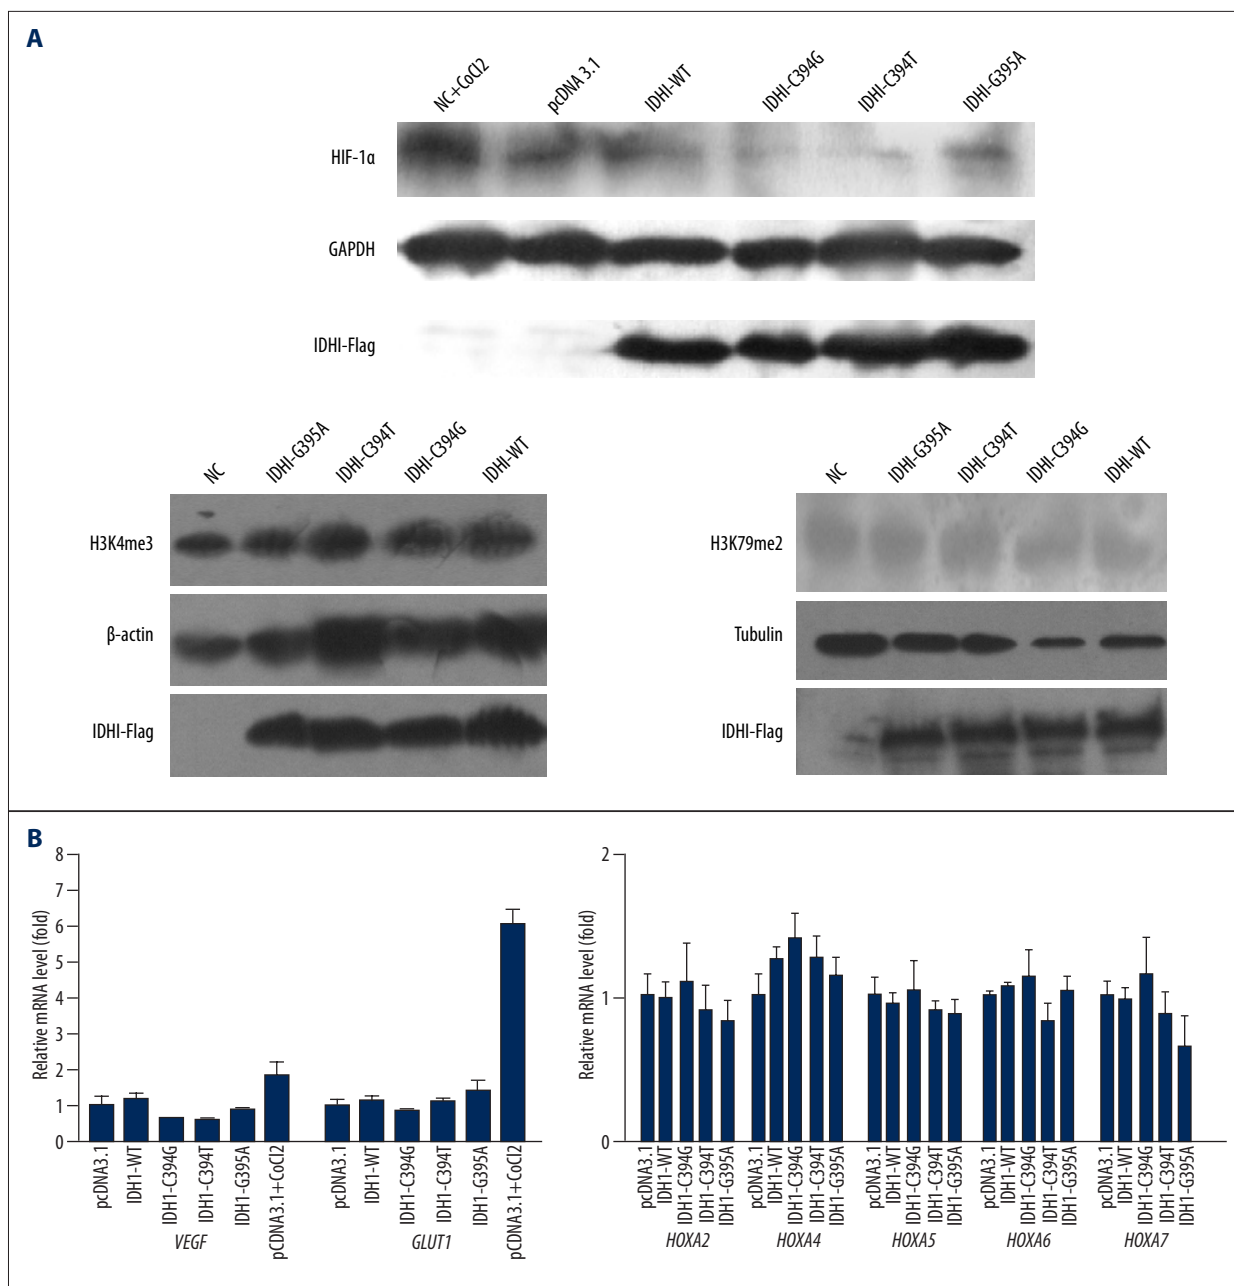 A
NC+CoCl2
pcDNA 3.1
IDHI-WT
IDHI-C394G
IDHI-C394T
IDHI-G395A
HIF-1α
GAPDH
IDHI-Flag
NC
IDHI-G395A
IDHI-C394T
IDHI-C394G
IDHI-WT
H3K4me3
β-actin
IDHI-Flag
NC
IDHI-G395A
IDHI-C394T
IDHI-C394G
IDHI-WT
H3K79me2
Tubulin
IDHI-Flag
B
Relative mRNA level (fold)
8
7
6
5
4
3
2
1
0
pcDNA3.1
IDH1-WT
IDH1-C394G
IDH1-C394T
IDH1-G395A
pCDNA3.1+CoCl2
VEGF
pcDNA3.1
IDH1-WT
IDH1-C394G
IDH1-C394T
IDH1-G395A
pCDNA3.1+CoCl2
GLUT1
Relative mRNA level (fold)
2
1
0
pcDNA3.1
IDH1-WT
IDH1-C394G
IDH1-C394T
IDH1-G395A
HOXA2
pcDNA3.1
IDH1-WT
IDH1-C394G
IDH1-C394T
IDH1-G395A
HOXA4
pcDNA3.1
IDH1-WT
IDH1-C394G
IDH1-C394T
IDH1-G395A
HOXA5
pcDNA3.1
IDH1-WT
IDH1-C394G
IDH1-C394T
IDH1-G395A
HOXA6
pcDNA3.1
IDH1-WT
IDH1-C394G
IDH1-C394T
IDH1-G395A
HOXA7